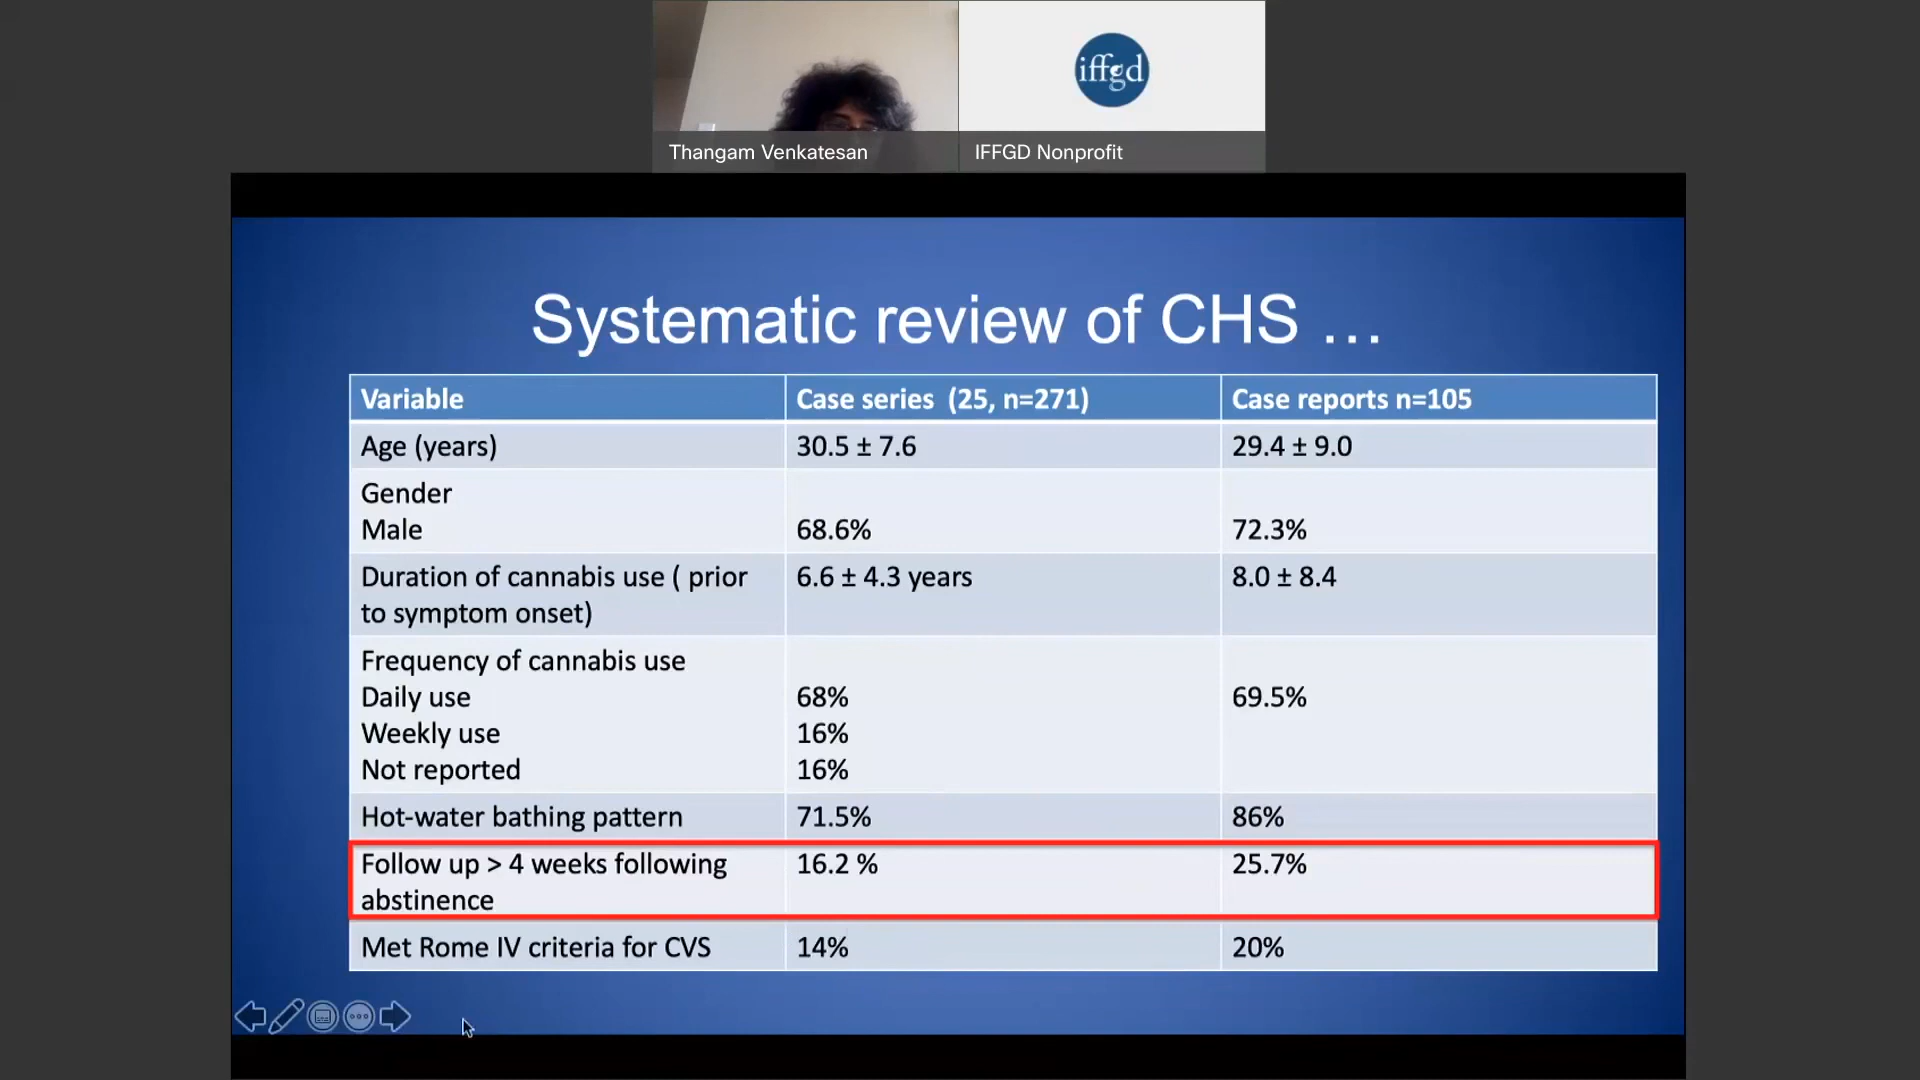 iffgd
Thangam Venkatesan
IFFGD Nonprofit
Systematic review of CHS ...
Variable
Case series (25, n=271)
Case reports n=105
Age (years)
30.5 ± 7.6
29.4 ± 9.0
Gender
Male
68.6%
72.3%
Duration of cannabis use ( prior
to symptom onset)
6.6 ± 4.3 years
8.0 ± 8.4
Frequency of cannabis use
Daily use
68%
69.5%
Weekly use
16%
Not reported
16%
Hot-water bathing pattern
71.5%
86%
Follow up > 4 weeks following
abstinence
16.2 %
25.7%
Met Rome IV criteria for CVS
14%
20%